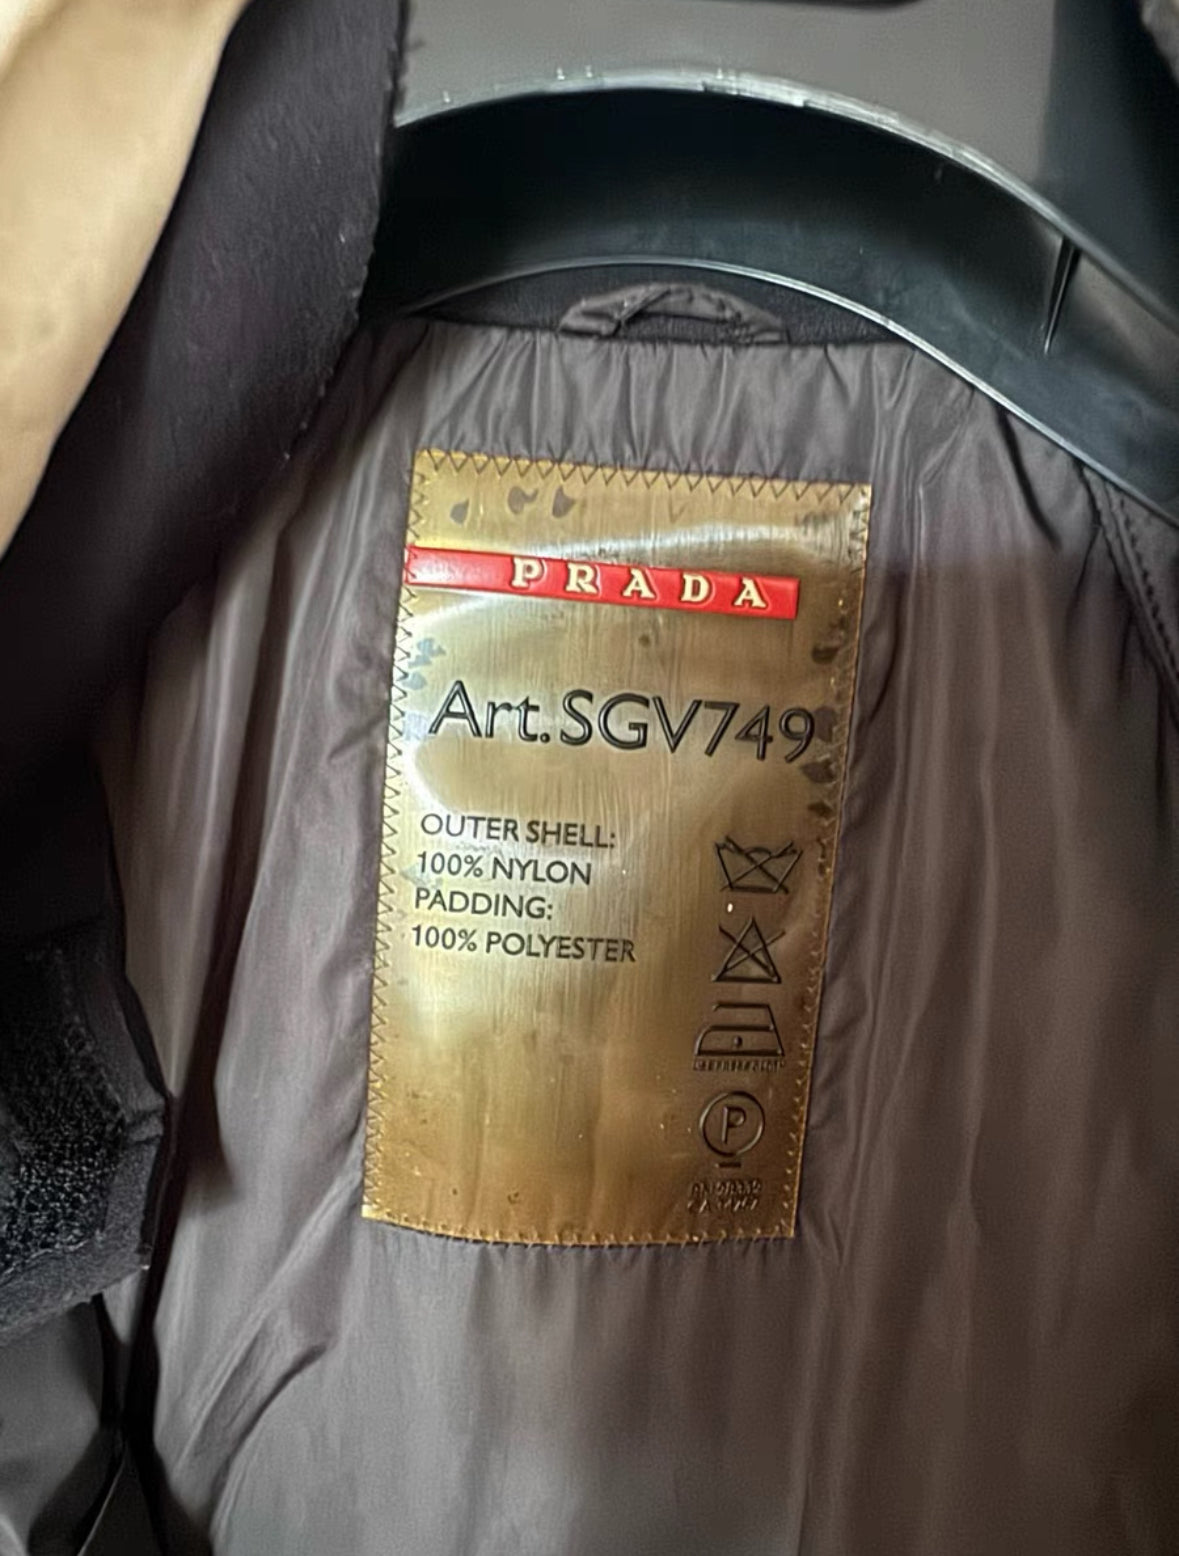 PRADA
Art.SGV749
OUTER SHELL:
100% NYLON
PADDING:
100% POLYESTER
P